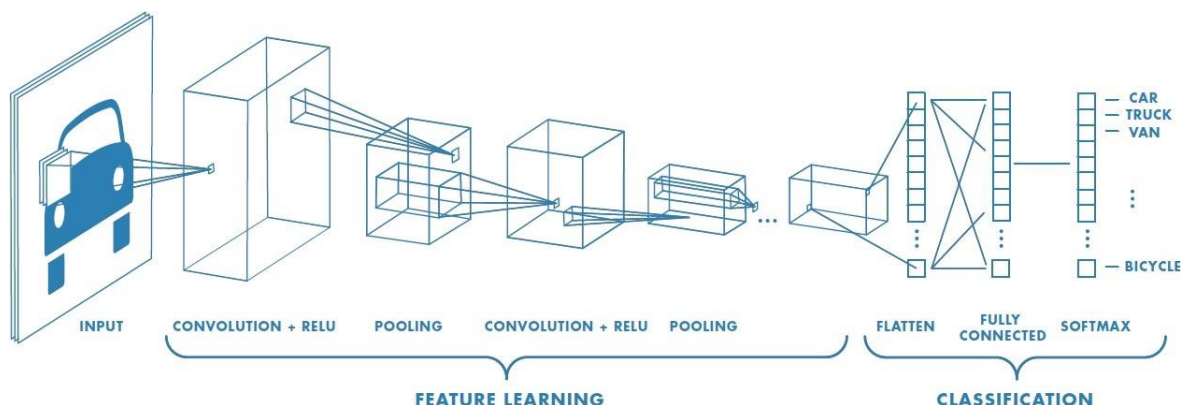 CAR
TRUCK
VAN
BICYCLE
INPUT
CONVOLUTION + RELU
POOLING
CONVOLUTION + RELU
POOLING
FLATTEN
FULLY
CONNECTED
SOFTMAX
FEATURE LEARNING
CLASSIFICATION